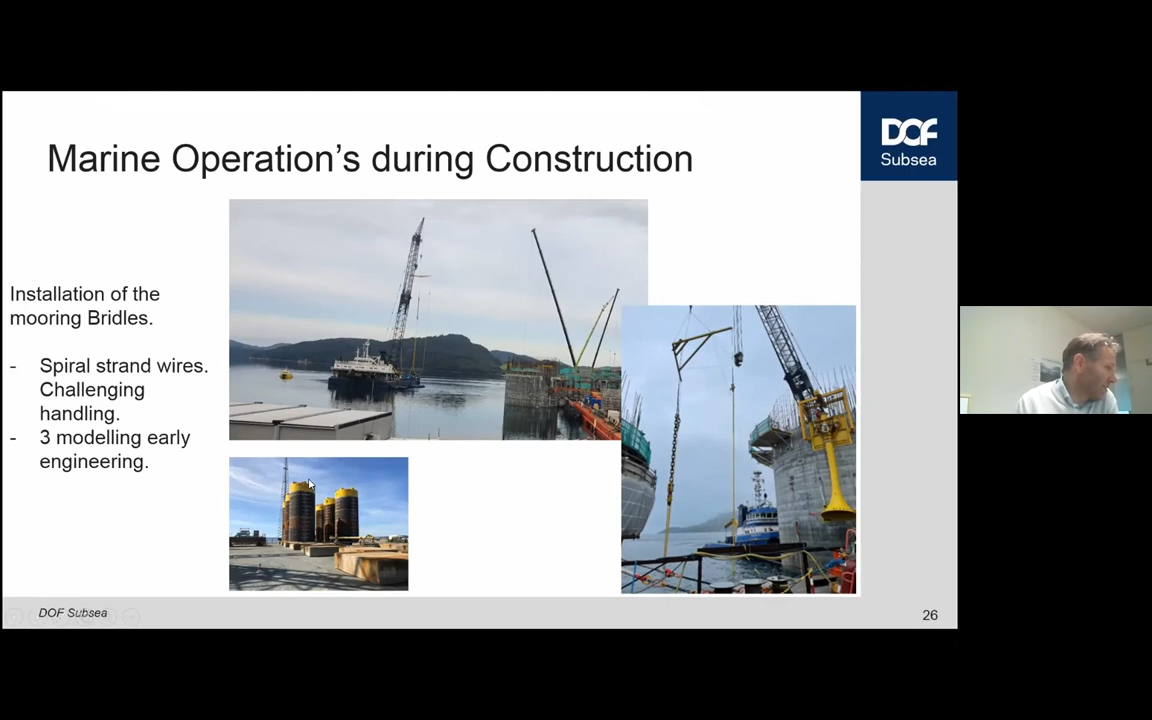 Marine Operation’s during Construction
DOF
Subsea
Installation of the
mooring Bridles.
- Spiral strand wires.
Challenging
handling.
- 3 modelling early
engineering.
DOF Subsea
26